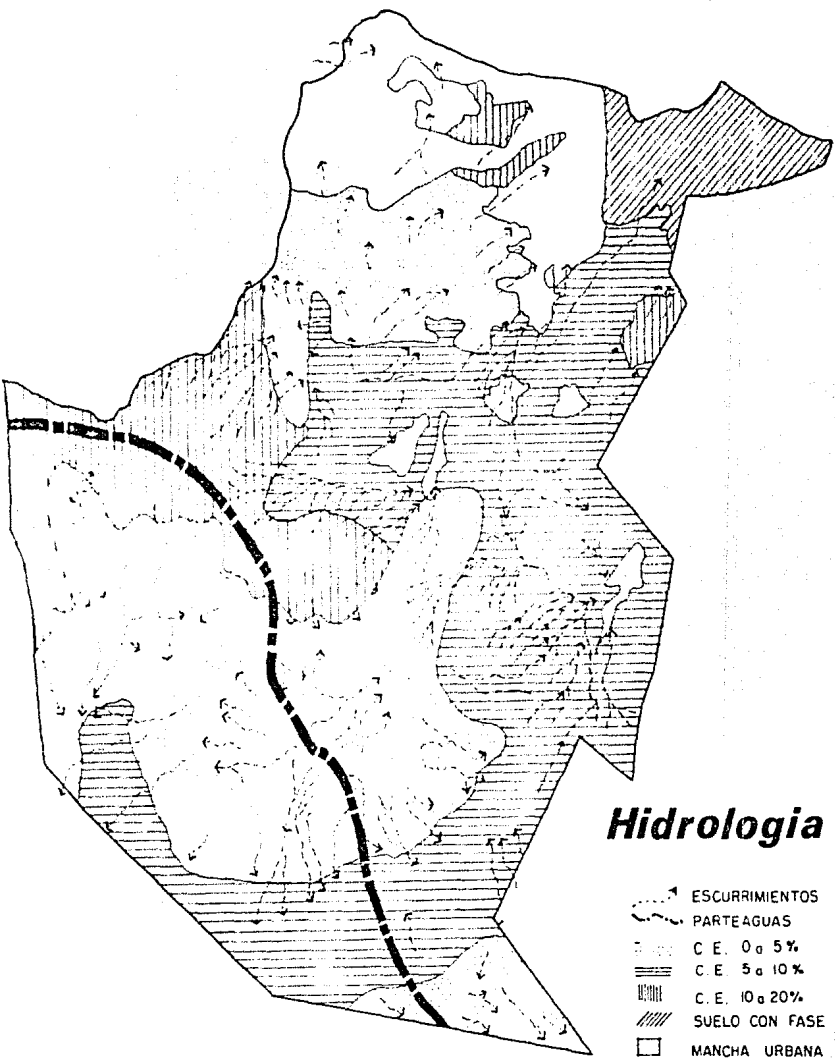 Hidrologia
ESCURRIMIENTOS
PARTEAGUAS
C E. 0 a 5%
C.E. 5 a 10 %
C.E. 10 a 20%
SUELO CON FASE
MANCHA URBANA